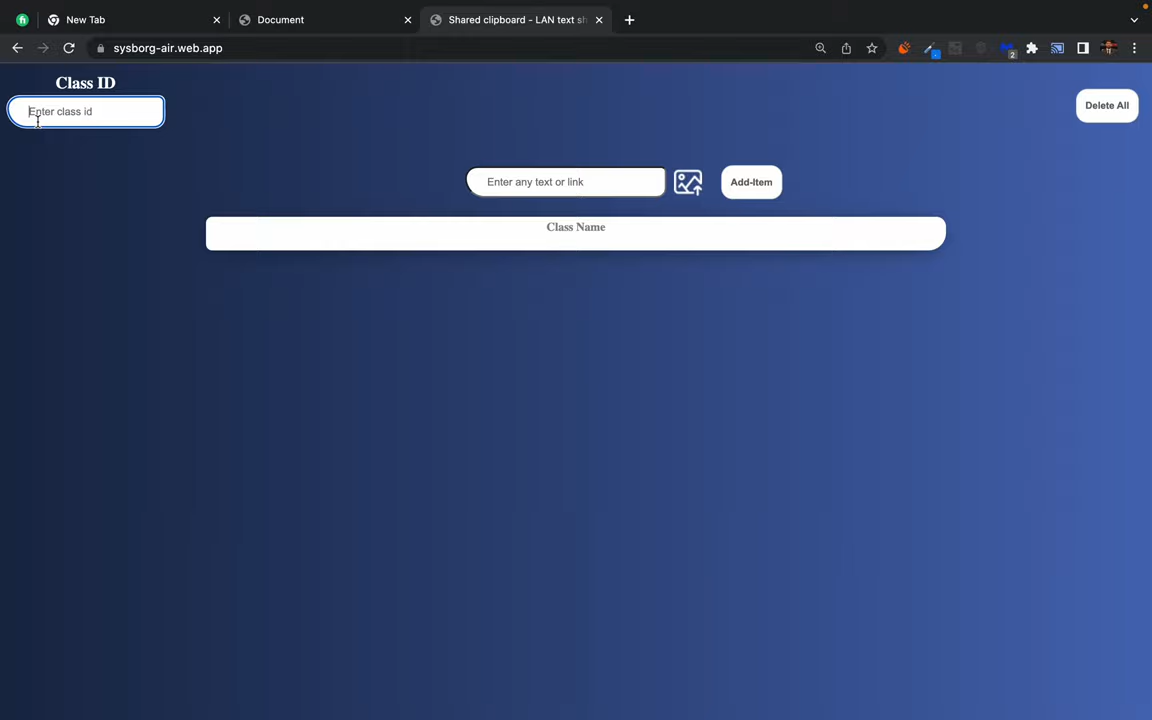 New Tab
Document
Shared clipboard - LAN text sh
sysborg-air.web.app
2
Class ID
Enter class id
Delete All
Enter any text or link
Add-Item
Class Name